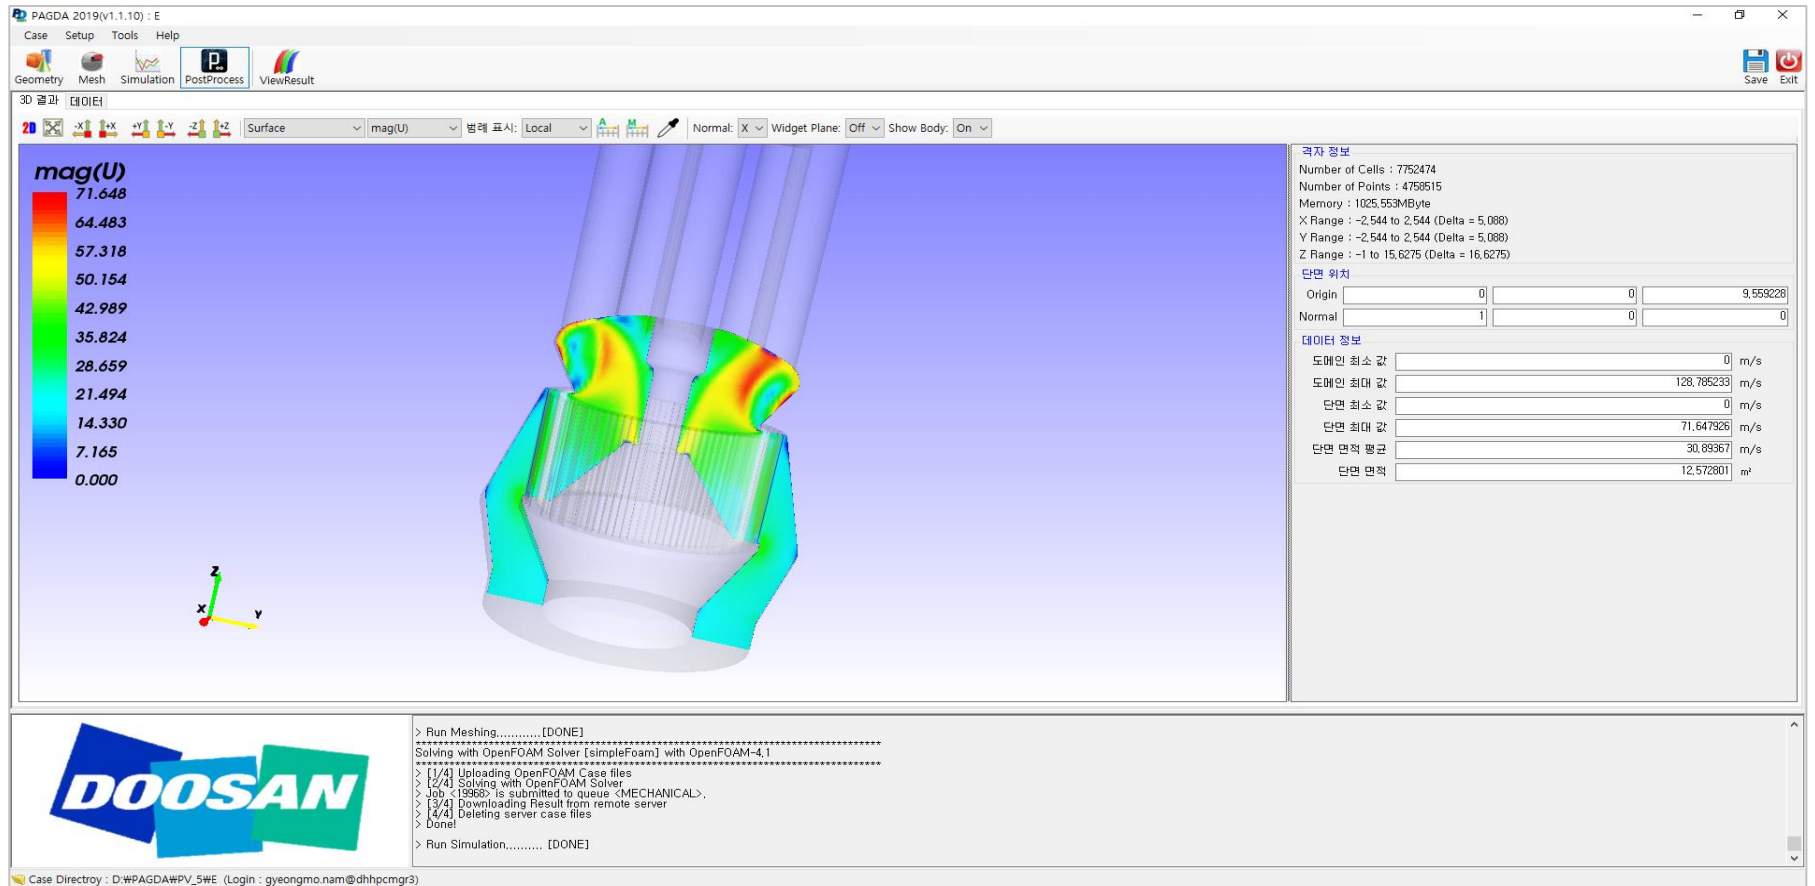 PAGDA 2019(v1.1.10) : E
Case Setup Tools Help
Geometry Mesh Simulation PostProcess ViewResult Save Exit
3D 결과 데이터
2D -X +X +Y -Y -Z +Z Surface mag(U) 범례 표시: Local A M Normal: X Widget Plane: Off Show Body: On
mag(U)
71.648
64.483
57.318
50.154
42.989
35.824
28.659
21.494
14.330
7.165
0.000
Z
X Y
격자 정보
Number of Cells : 7752474
Number of Points : 4758515
Memory : 1025,553MByte
X Range : -2,544 to 2,544 (Delta = 5,088)
Y Range : -2,544 to 2,544 (Delta = 5,088)
Z Range : -1 to 15,6275 (Delta = 16,6275)
단면 위치
Origin 0 0 9,559228
Normal 1 0 0
데이터 정보
도메인 최소 값 0 m/s
도메인 최대 값 128,785233 m/s
단면 최소 값 0 m/s
단면 최대 값 71,647926 m/s
단면 면적 평균 30,89367 m/s
단면 면적 12,572801 m²
DOOSAN
> Run Meshing...........[DONE]
********************************************************************************
Solving with OpenFOAM Solver [simpleFoam] with OpenFOAM-4,1
********************************************************************************
> [1/4] Uploading OpenFOAM Case files
> [2/4] Solving with OpenFOAM Solver
> Job <19968> is submitted to queue <MECHANICAL>,
> [3/4] Downloading Result from remote server
> [4/4] Deleting server case files
> Done!
> Run Simulation.......... [DONE]
Case Directroy : D:₩PAGDA₩PV_5₩E (Login : gyeongmo.nam@dhhpcmgr3)